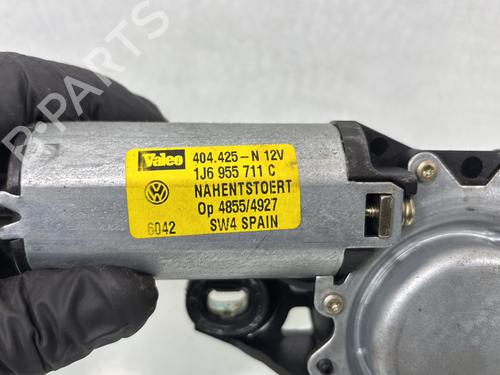 Valeo 404.425-N 12V
1J6 955 711 C
NAHENTSTOERT
Op 4855/4927
6042 SW4 SPAIN
B-PARTS